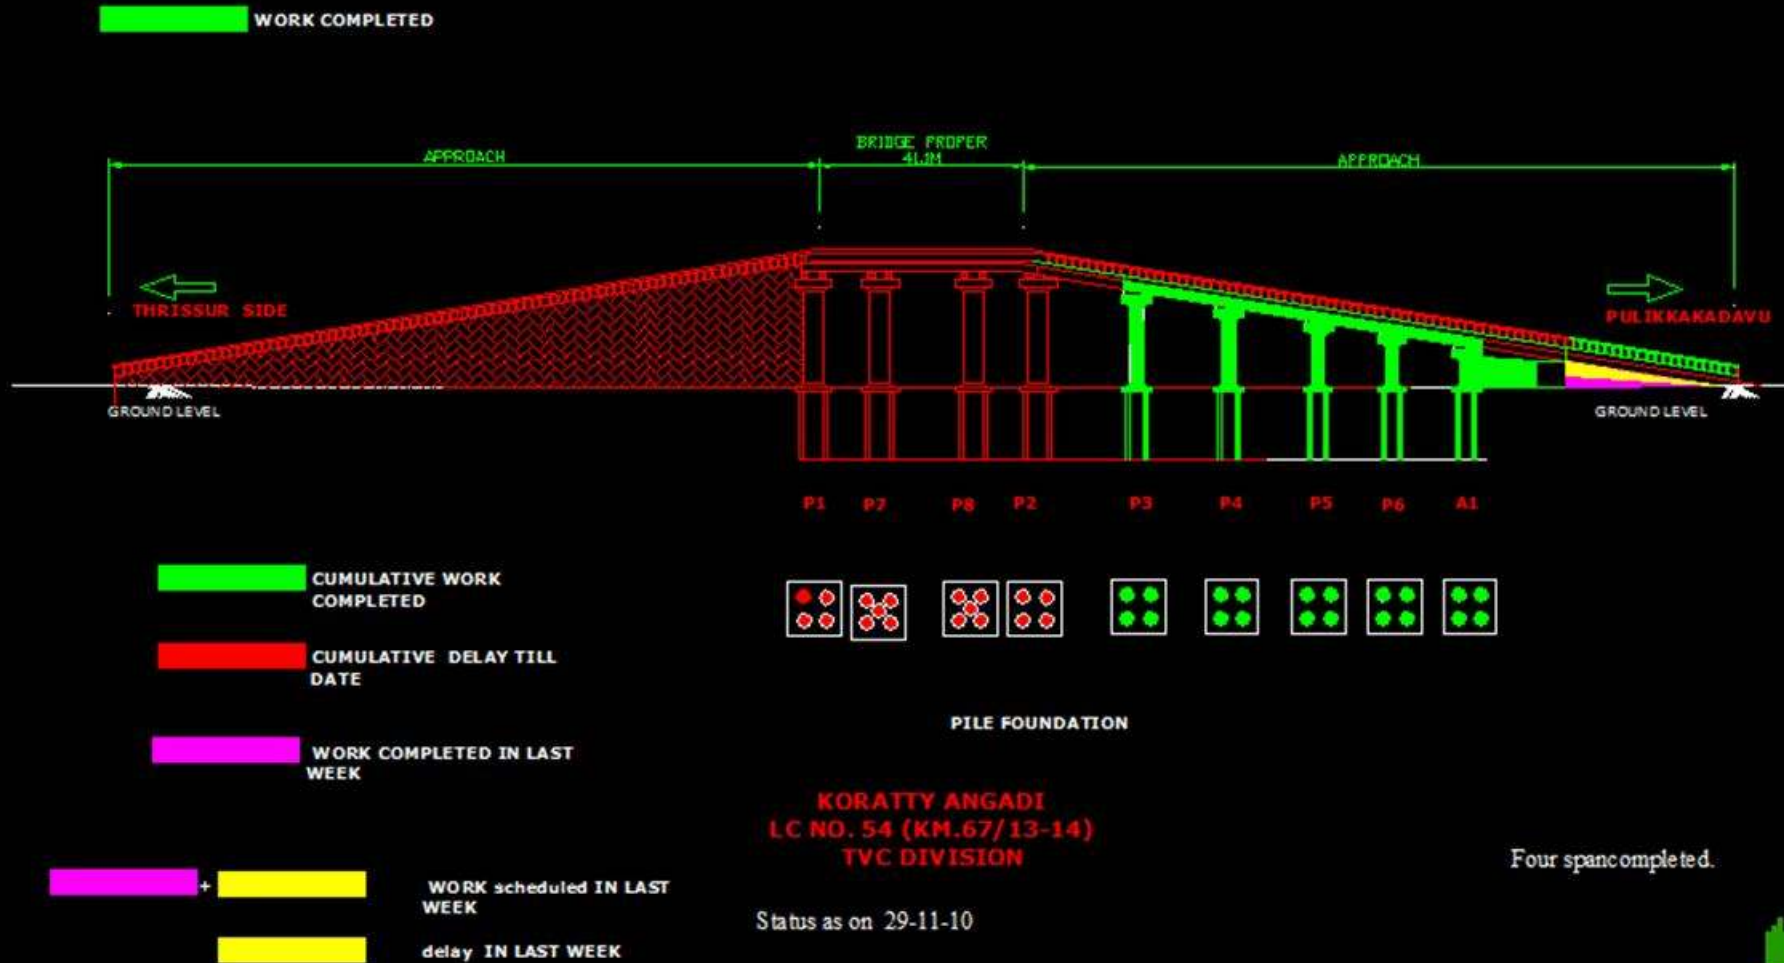 WORK COMPLETED
BRIDGE PROPER
APPROACH
41.1M
APPROACH
THRISSUR SIDE
PULIKKAKADAVU
GROUND LEVEL
GROUND LEVEL
P1 P7 P8 P2 P3 P4 P5 P6 A1
CUMULATIVE WORK
COMPLETED
CUMULATIVE DELAY TILL
DATE
PILE FOUNDATION
WORK COMPLETED IN LAST
WEEK
KORATTY ANGADI
LC NO. 54 (KM.67/13-14)
TVC DIVISION
Four spancompleted.
+ WORK scheduled IN LAST
WEEK
Status as on 29-11-10
delay IN LAST WEEK